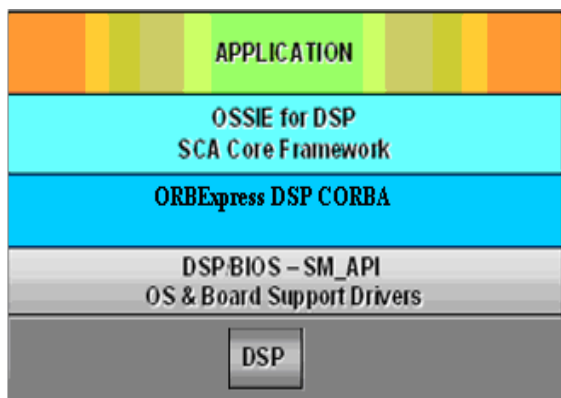 APPLICATION
OSSIE for DSP
SCA Core Framework
ORBExpress DSP CORBA
DSP/BIOS – SM_API
OS & Board Support Drivers
DSP